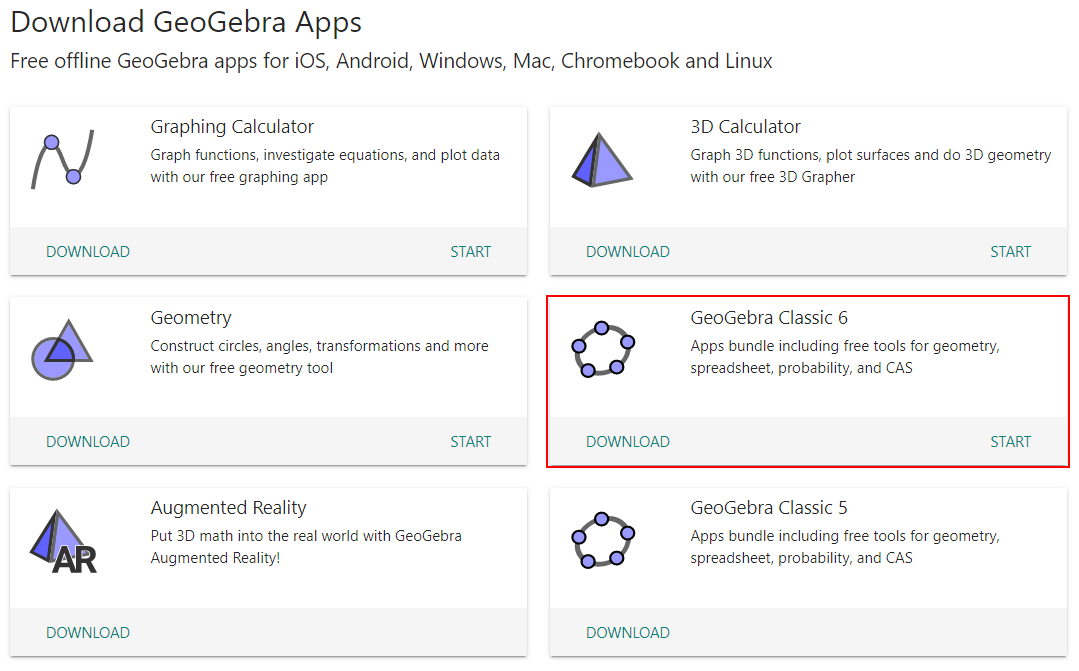 Download GeoGebra Apps
Free offline GeoGebra apps for iOS, Android, Windows, Mac, Chromebook and Linux
Graphing Calculator
Graph functions, investigate equations, and plot data
with our free graphing app
DOWNLOAD
START
3D Calculator
Graph 3D functions, plot surfaces and do 3D geometry
with our free 3D Grapher
DOWNLOAD
START
Geometry
Construct circles, angles, transformations and more
with our free geometry tool
DOWNLOAD
START
GeoGebra Classic 6
Apps bundle including free tools for geometry,
spreadsheet, probability, and CAS
DOWNLOAD
START
AR
Augmented Reality
Put 3D math into the real world with GeoGebra
Augmented Reality!
DOWNLOAD
GeoGebra Classic 5
Apps bundle including free tools for geometry,
spreadsheet, probability, and CAS
DOWNLOAD